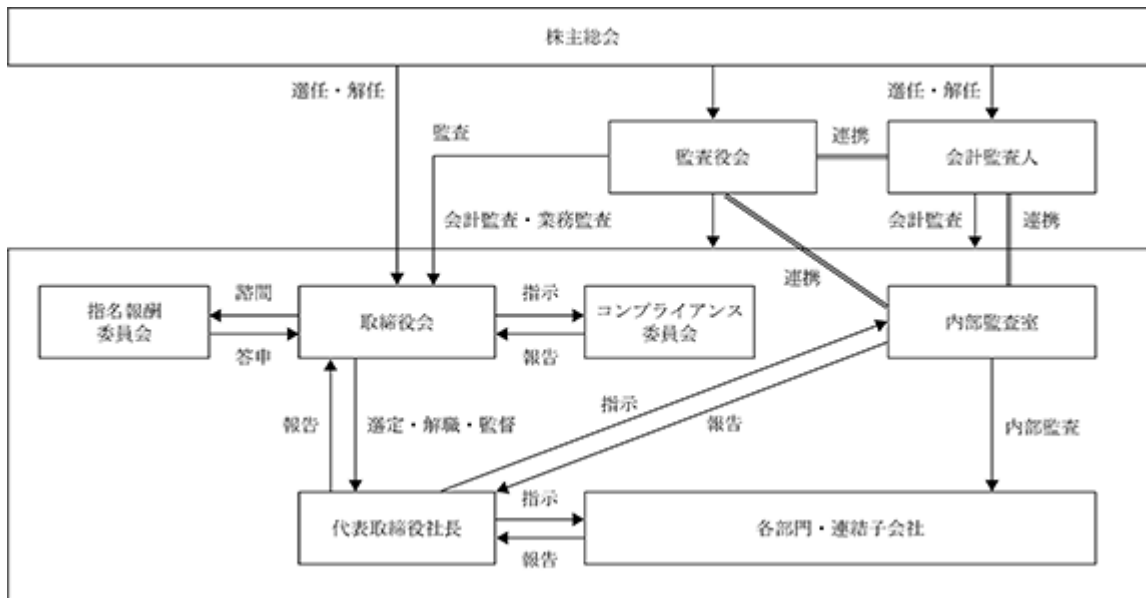 株主総会
選任・解任
選任・解任
監査
監査役会
連携
会計監査人
会計監査・業務監査
会計監査
連携
連携
指名報酬
委員会
諮問
答申
取締役会
指示
報告
コンプライアンス
委員会
内部監査室
報告
選定・解職・監督
指示
報告
内部監査
代表取締役社長
指示
報告
各部門・連結子会社